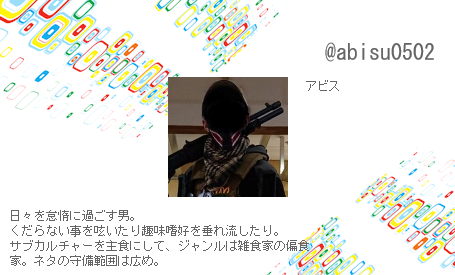 @abisu0502
アビス
日々を怠惰に過ごす男。
くだらない事を呟いたり趣味嗜好を垂れ流したり。
サブカルチャーを主食にして、ジャンルは雑食家の偏食
家。ネタの守備範囲は広め。